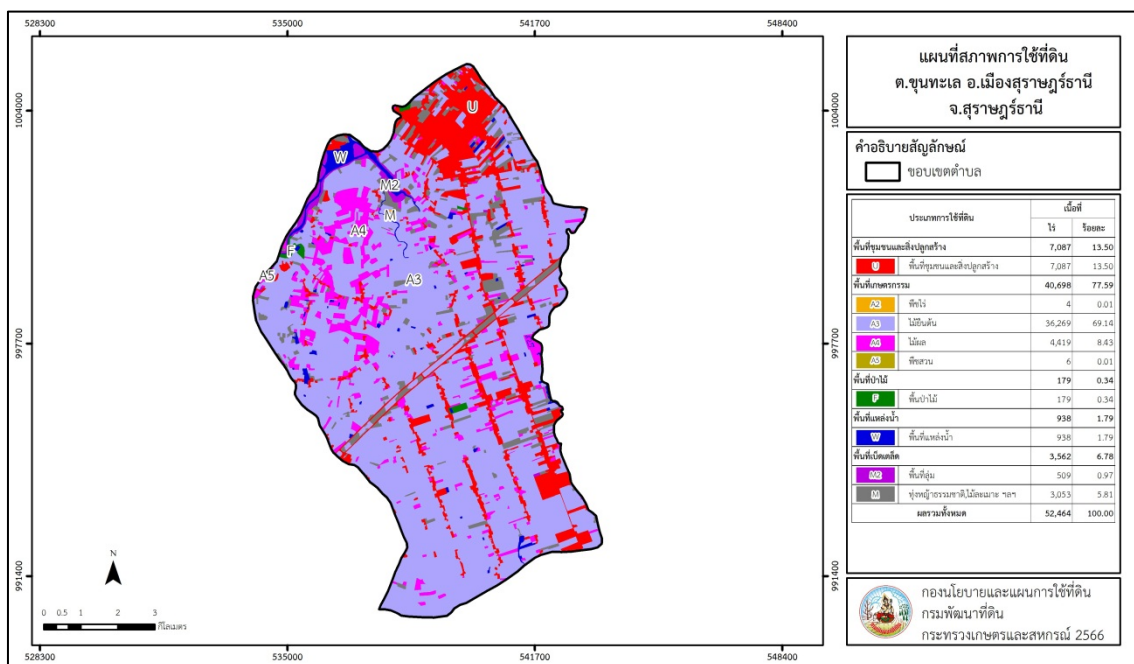 528300 535000 541700 548400
1004000 1004000
997700 997700
991400 991400
528300 535000 541700 548400
U
W
M2
M
A4
F
A5
A3
N
0 0.5 1 2 3
กิโลเมตร
แผนที่สภาพการใช้ที่ดิน
ต.ขุนทะเล อ.เมืองสุราษฎร์ธานี
จ.สุราษฎร์ธานี
คำอธิบายสัญลักษณ์
ขอบเขตตำบล
ประเภทการใช้ที่ดิน เนื้อที่
ไร่ ร้อยละ
พื้นที่ชุมชนและสิ่งปลูกสร้าง 7,087 13.50
U พื้นที่ชุมชนและสิ่งปลูกสร้าง 7,087 13.50
พื้นที่เกษตรกรรม 40,698 77.59
A2 พืชไร่ 4 0.01
A3 ไม้ยืนต้น 36,269 69.14
A4 ไม้ผล 4,419 8.43
A5 พืชสวน 6 0.01
พื้นที่ป่าไม้ 179 0.34
F พื้นป่าไม้ 179 0.34
พื้นที่แหล่งน้ำ 938 1.79
W พื้นที่แหล่งน้ำ 938 1.79
พื้นที่เบ็ดเตล็ด 3,562 6.78
M2 พื้นที่ลุ่ม 509 0.97
M ทุ่งหญ้าธรรมชาติ,ไม้ละเมาะ ฯลฯ 3,053 5.81
ผลรวมทั้งหมด 52,464 100.00
กองนโยบายและแผนการใช้ที่ดิน
กรมพัฒนาที่ดิน
กระทรวงเกษตรและสหกรณ์ 2566